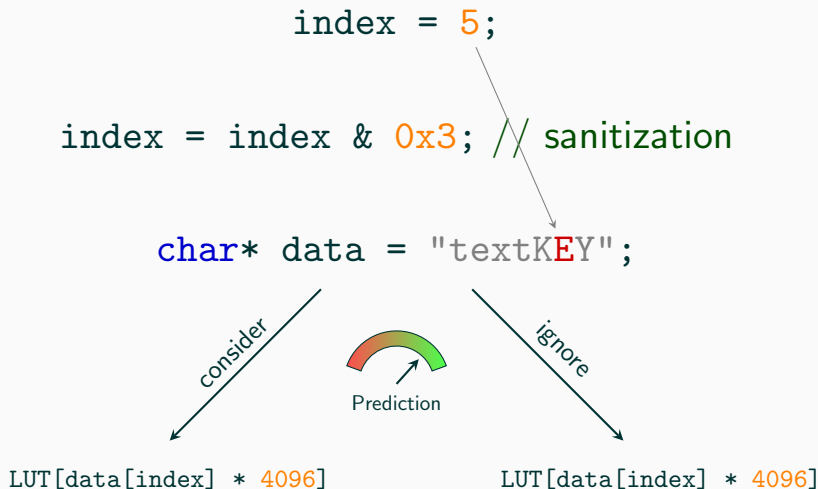 index = 5;
index = index & 0x3; // sanitization
char* data = "textKEY";
consider
ignore
Prediction
LUT[data[index] * 4096]
LUT[data[index] * 4096]